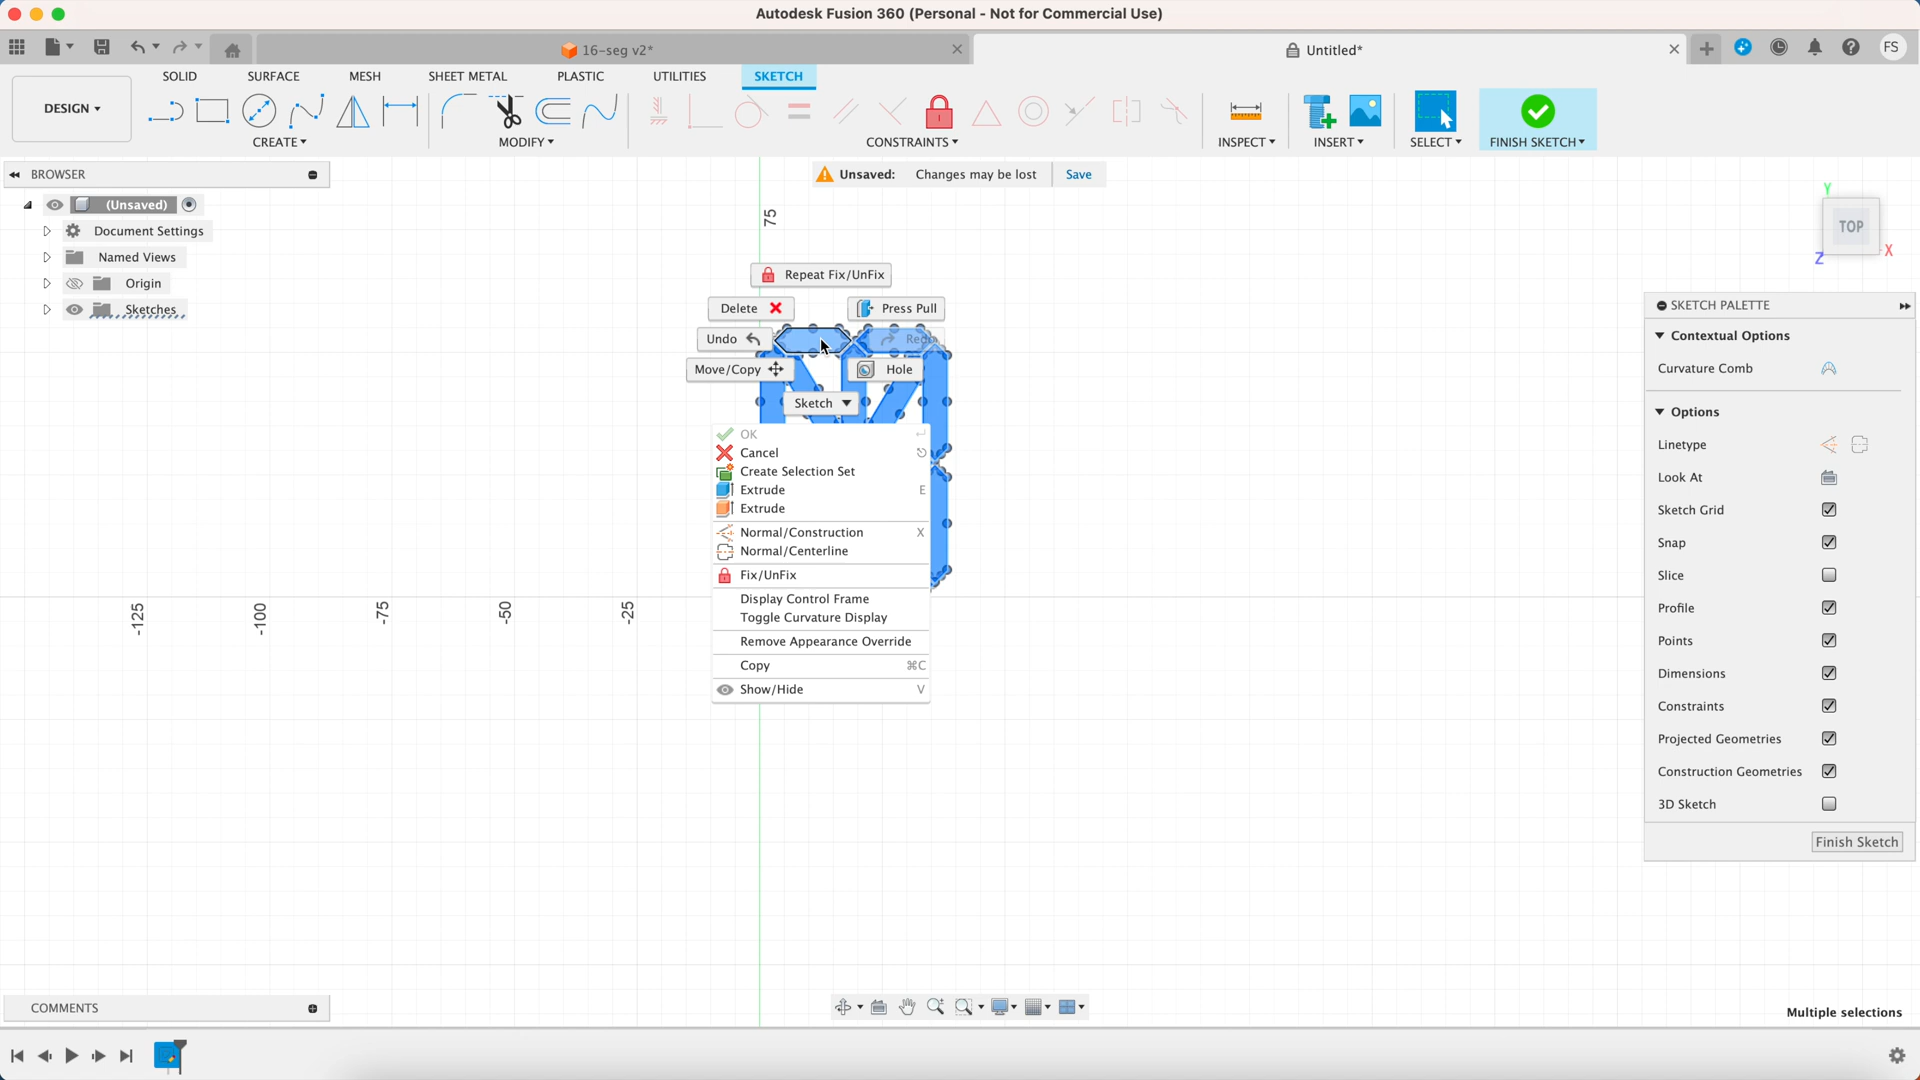 Autodesk Fusion 360 (Personal - Not for Commercial Use)
16-seg v2*
Untitled*
FS
DESIGN
SOLID
SURFACE
MESH
SHEET METAL
PLASTIC
UTILITIES
SKETCH
CREATE
MODIFY
CONSTRAINTS
INSPECT
INSERT
SELECT
FINISH SKETCH
BROWSER
Unsaved: Changes may be lost
Save
(Unsaved)
Document Settings
Named Views
Origin
Sketches
75
Y
TOP
X
Z
Repeat Fix/UnFix
Delete
Press Pull
Undo
Redo
Move/Copy
Hole
Sketch
OK
Cancel
Create Selection Set
Extrude E
Extrude
Normal/Construction X
Normal/Centerline
Fix/UnFix
Display Control Frame
Toggle Curvature Display
Remove Appearance Override
Copy ⌘C
Show/Hide V
-125
-100
-75
-50
-25
SKETCH PALETTE
Contextual Options
Curvature Comb
Options
Linetype
Look At
Sketch Grid
Snap
Slice
Profile
Points
Dimensions
Constraints
Projected Geometries
Construction Geometries
3D Sketch
Finish Sketch
COMMENTS
Multiple selections